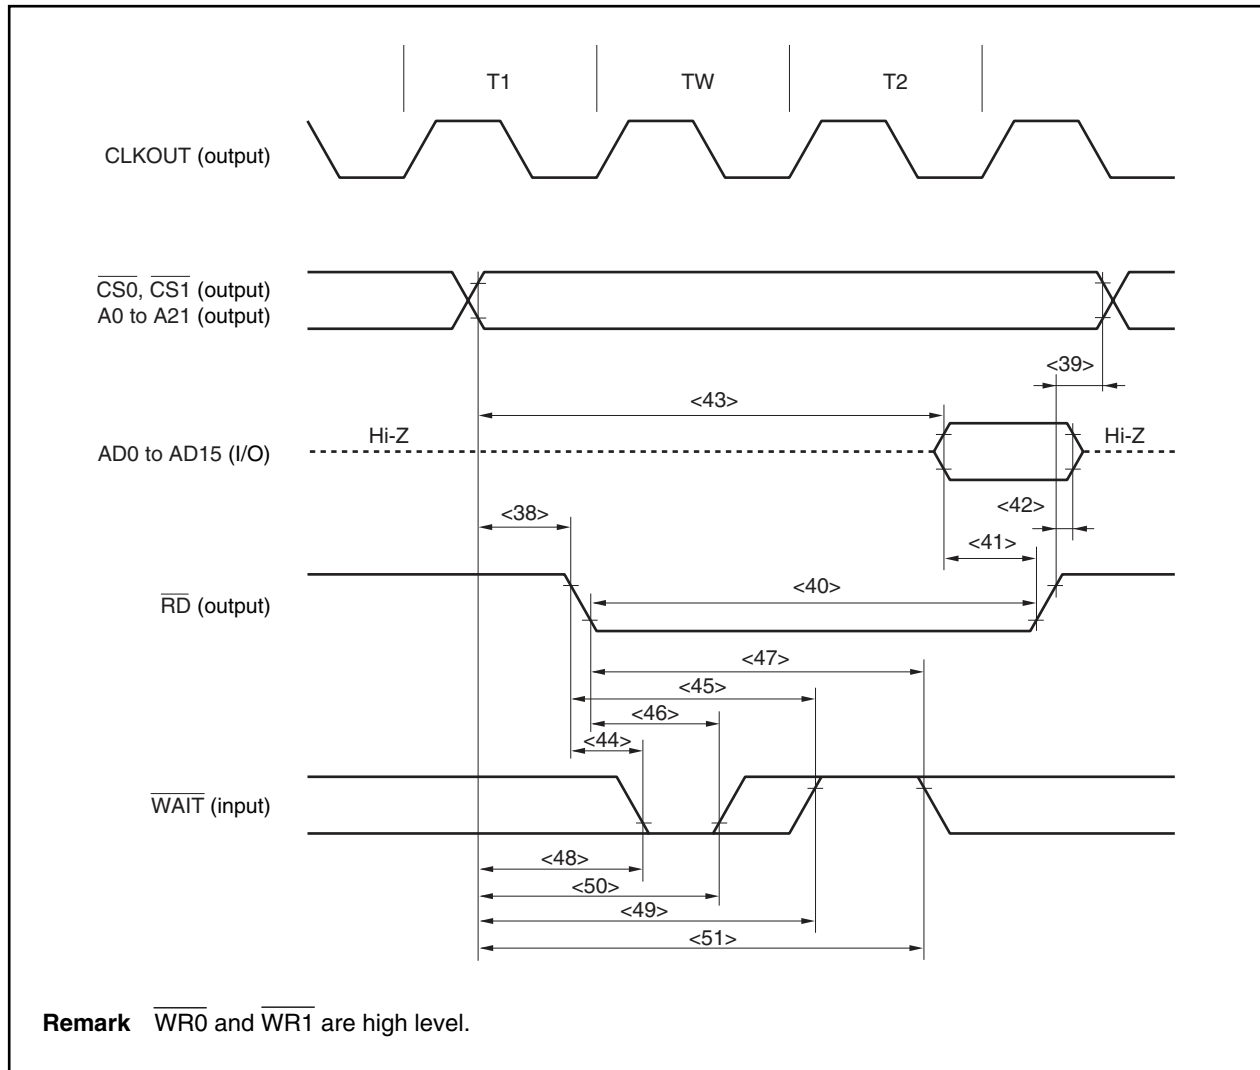 T1 TW T2
CLKOUT (output)
CS0, CS1 (output)
A0 to A21 (output)
<39>
<43>
Hi-Z Hi-Z
AD0 to AD15 (I/O)
<38> <42>
<41>
<40>
RD (output)
<47>
<45>
<46>
<44>
WAIT (input)
<48>
<50>
<49>
<51>
Remark WR0 and WR1 are high level.